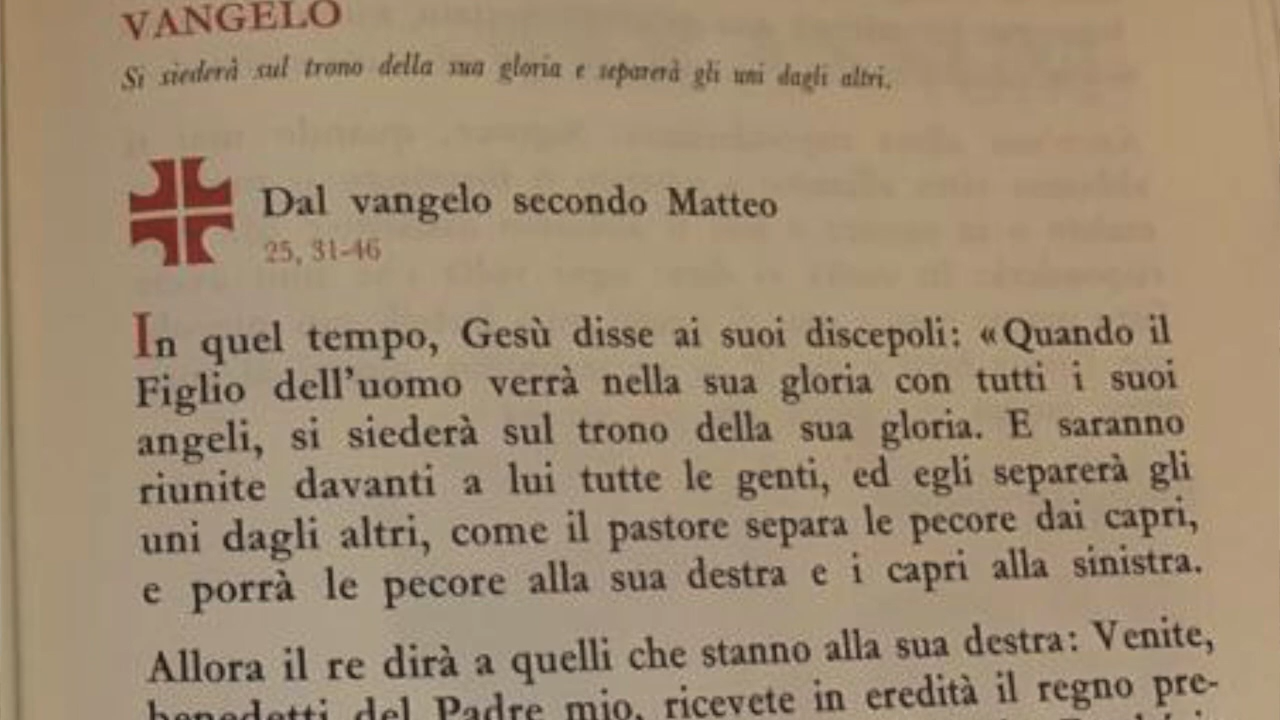 VANGELO
Si siederà sul trono della sua gloria e separerà gli uni dagli altri.
Dal vangelo secondo Matteo
25, 31-46
In quel tempo, Gesù disse ai suoi discepoli: «Quando il
Figlio dell'uomo verrà nella sua gloria con tutti i suoi
angeli, si siederà sul trono della sua gloria. E saranno
riunite davanti a lui tutte le genti, ed egli separerà gli
uni dagli altri, come il pastore separa le pecore dai capri,
e porrà le pecore alla sua destra e i capri alla sinistra.
Allora il re dirà a quelli che stanno alla sua destra: Venite,
benedetti del Padre mio, ricevete in eredità il regno pre-